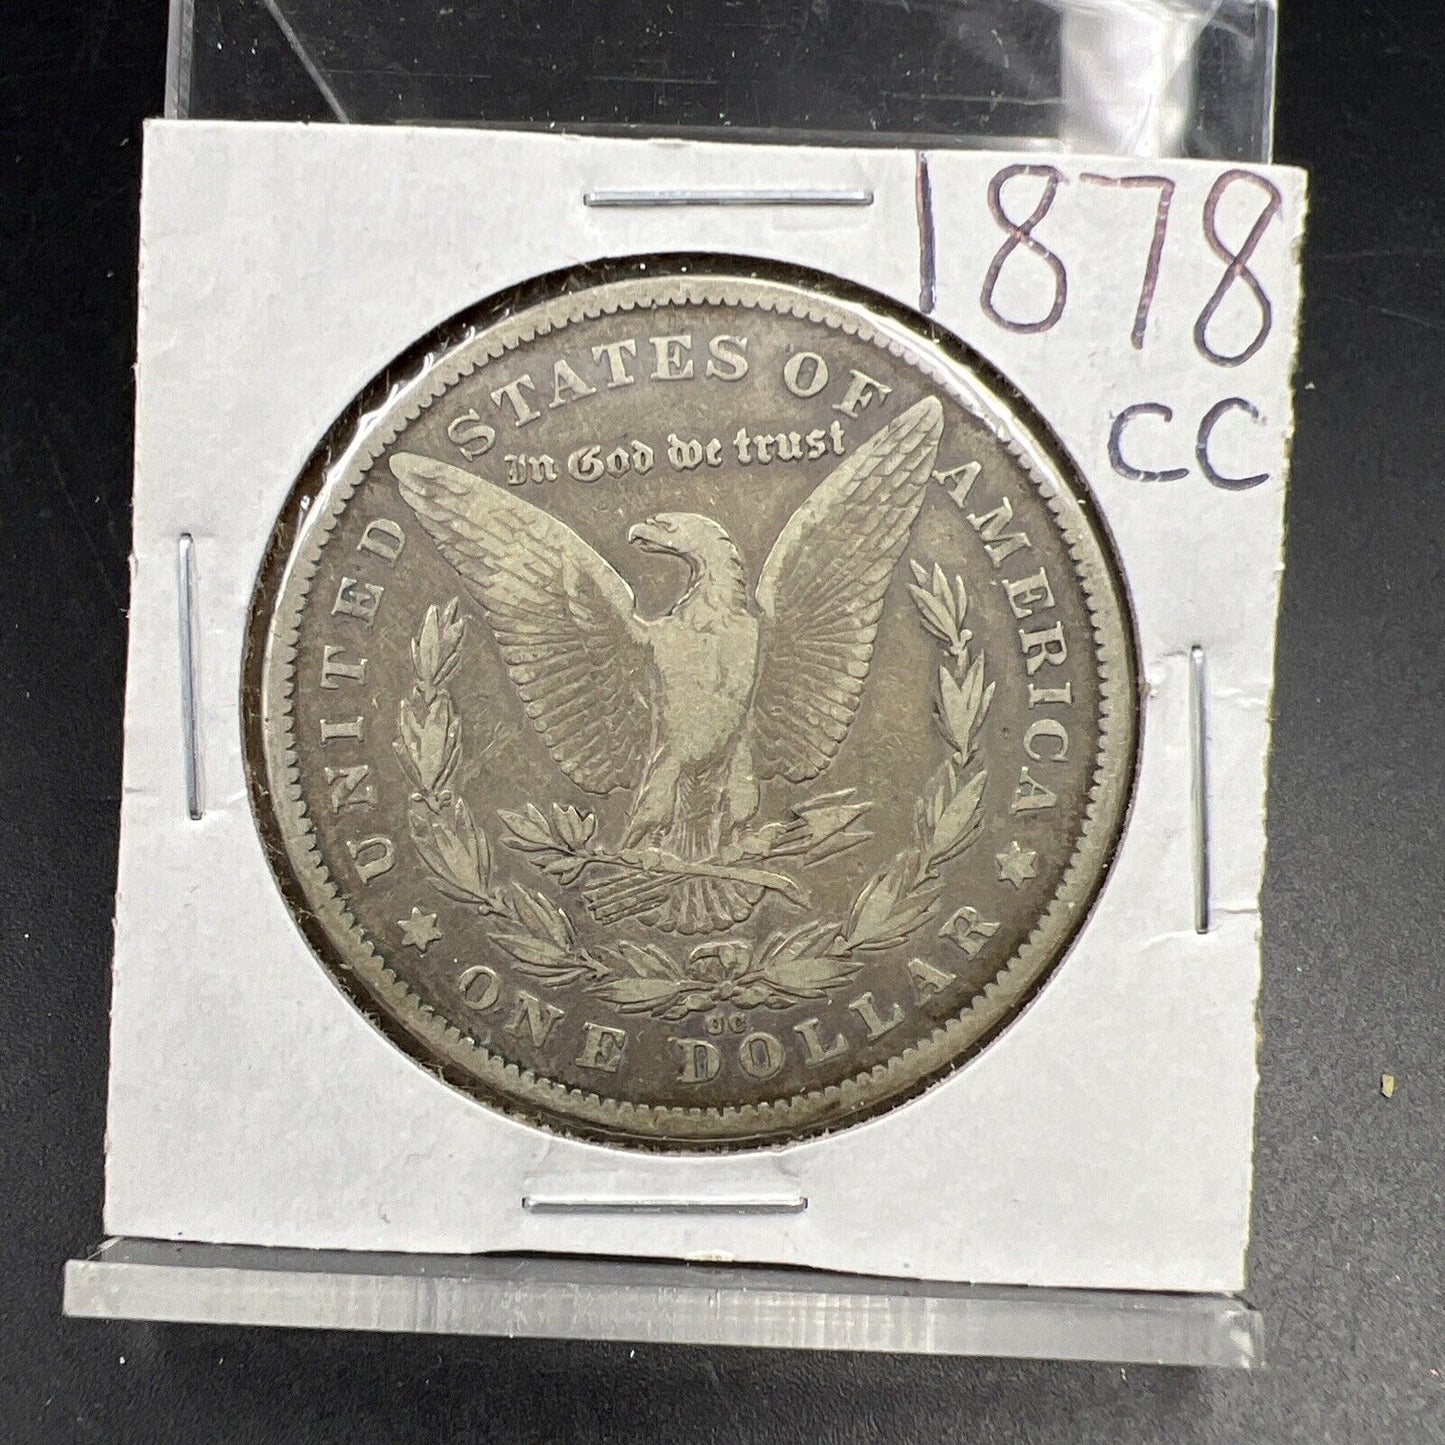 1878
CC
UNITED STATES OF AMERICA
In God we trust
CC
ONE DOLLAR